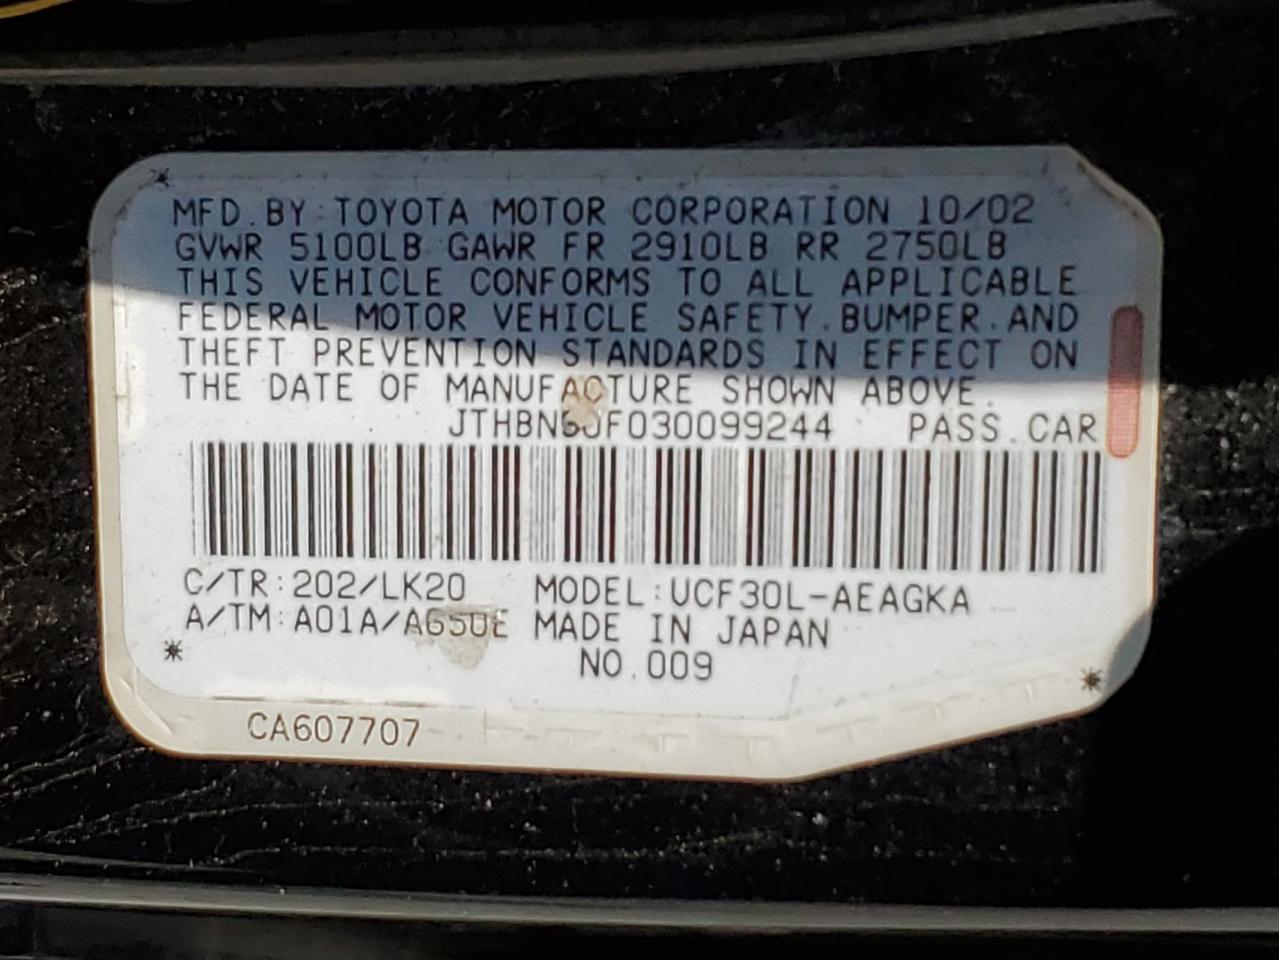 MFD. BY: TOYOTA MOTOR CORPORATION 10/02
GVWR 5100LB GAWR FR 2910LB RR 2750LB
THIS VEHICLE CONFORMS TO ALL APPLICABLE
FEDERAL MOTOR VEHICLE SAFETY. BUMPER. AND
THEFT PREVENTION STANDARDS IN EFFECT ON
THE DATE OF MANUFACTURE SHOWN ABOVE.
PASS. CAR
C/TR: 202/LK20 MODEL: UCF30L-AEAGKA
A/TM: A01A/A650E MADE IN JAPAN
NO. 009
CA607707